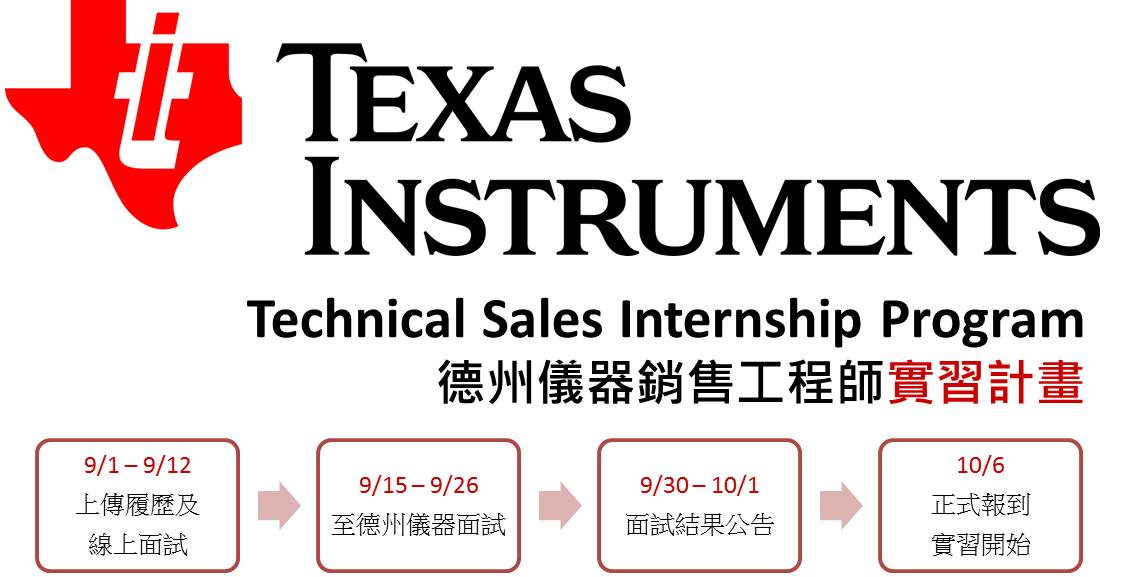 ti
TEXAS
INSTRUMENTS
Technical Sales Internship Program
德州儀器銷售工程師實習計畫
9/1 – 9/12
上傳履歷及
線上面試
9/15 – 9/26
至德州儀器面試
9/30 – 10/1
面試結果公告
10/6
正式報到
實習開始